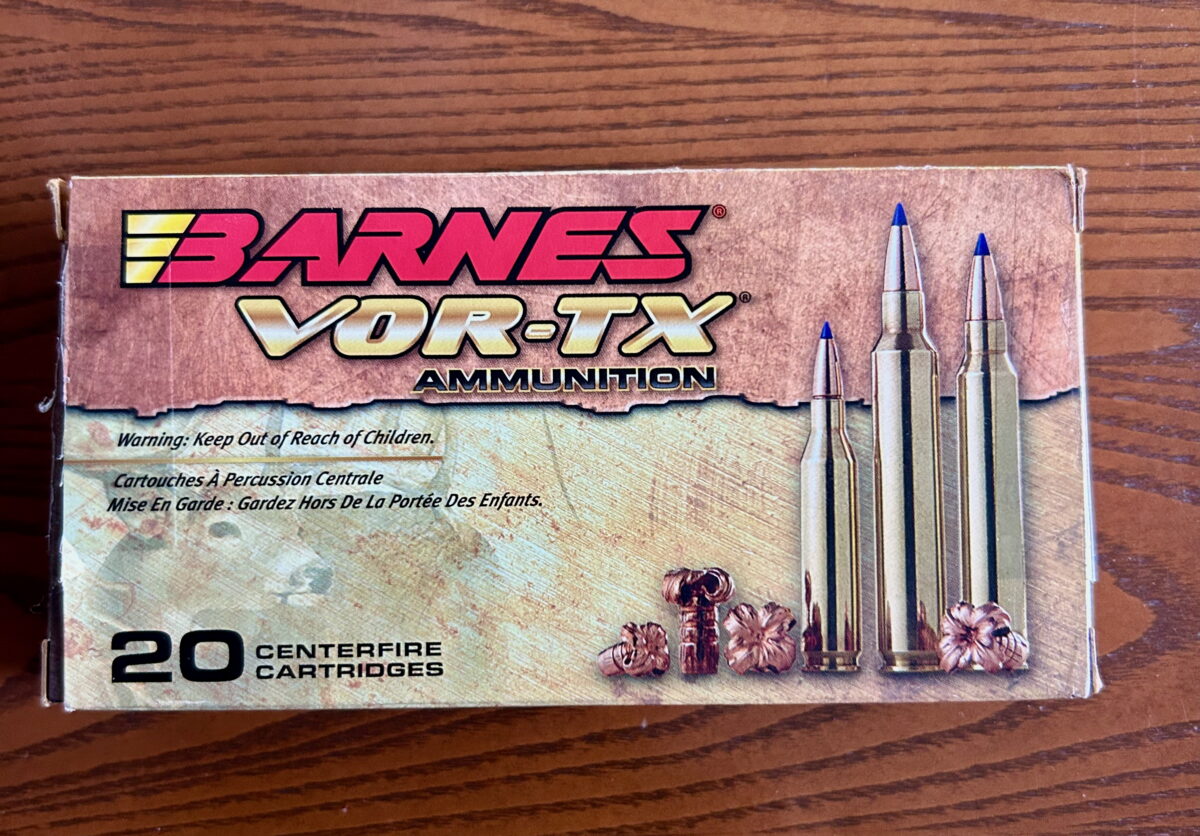 BARNES®
VOR-TX®
AMMUNITION
Warning: Keep Out of Reach of Children.
Cartouches À Percussion Centrale
Mise En Garde : Gardez Hors De La Portée Des Enfants.
20 CENTERFIRE
CARTRIDGES